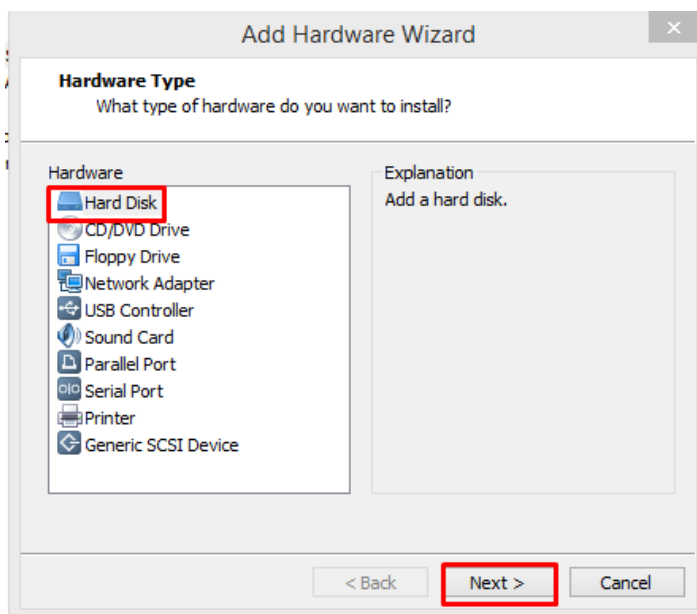 Add Hardware Wizard
Hardware Type
What type of hardware do you want to install?
Hardware
Hard Disk
CD/DVD Drive
Floppy Drive
Network Adapter
USB Controller
Sound Card
Parallel Port
Serial Port
Printer
Generic SCSI Device
Explanation
Add a hard disk.
< Back
Next >
Cancel